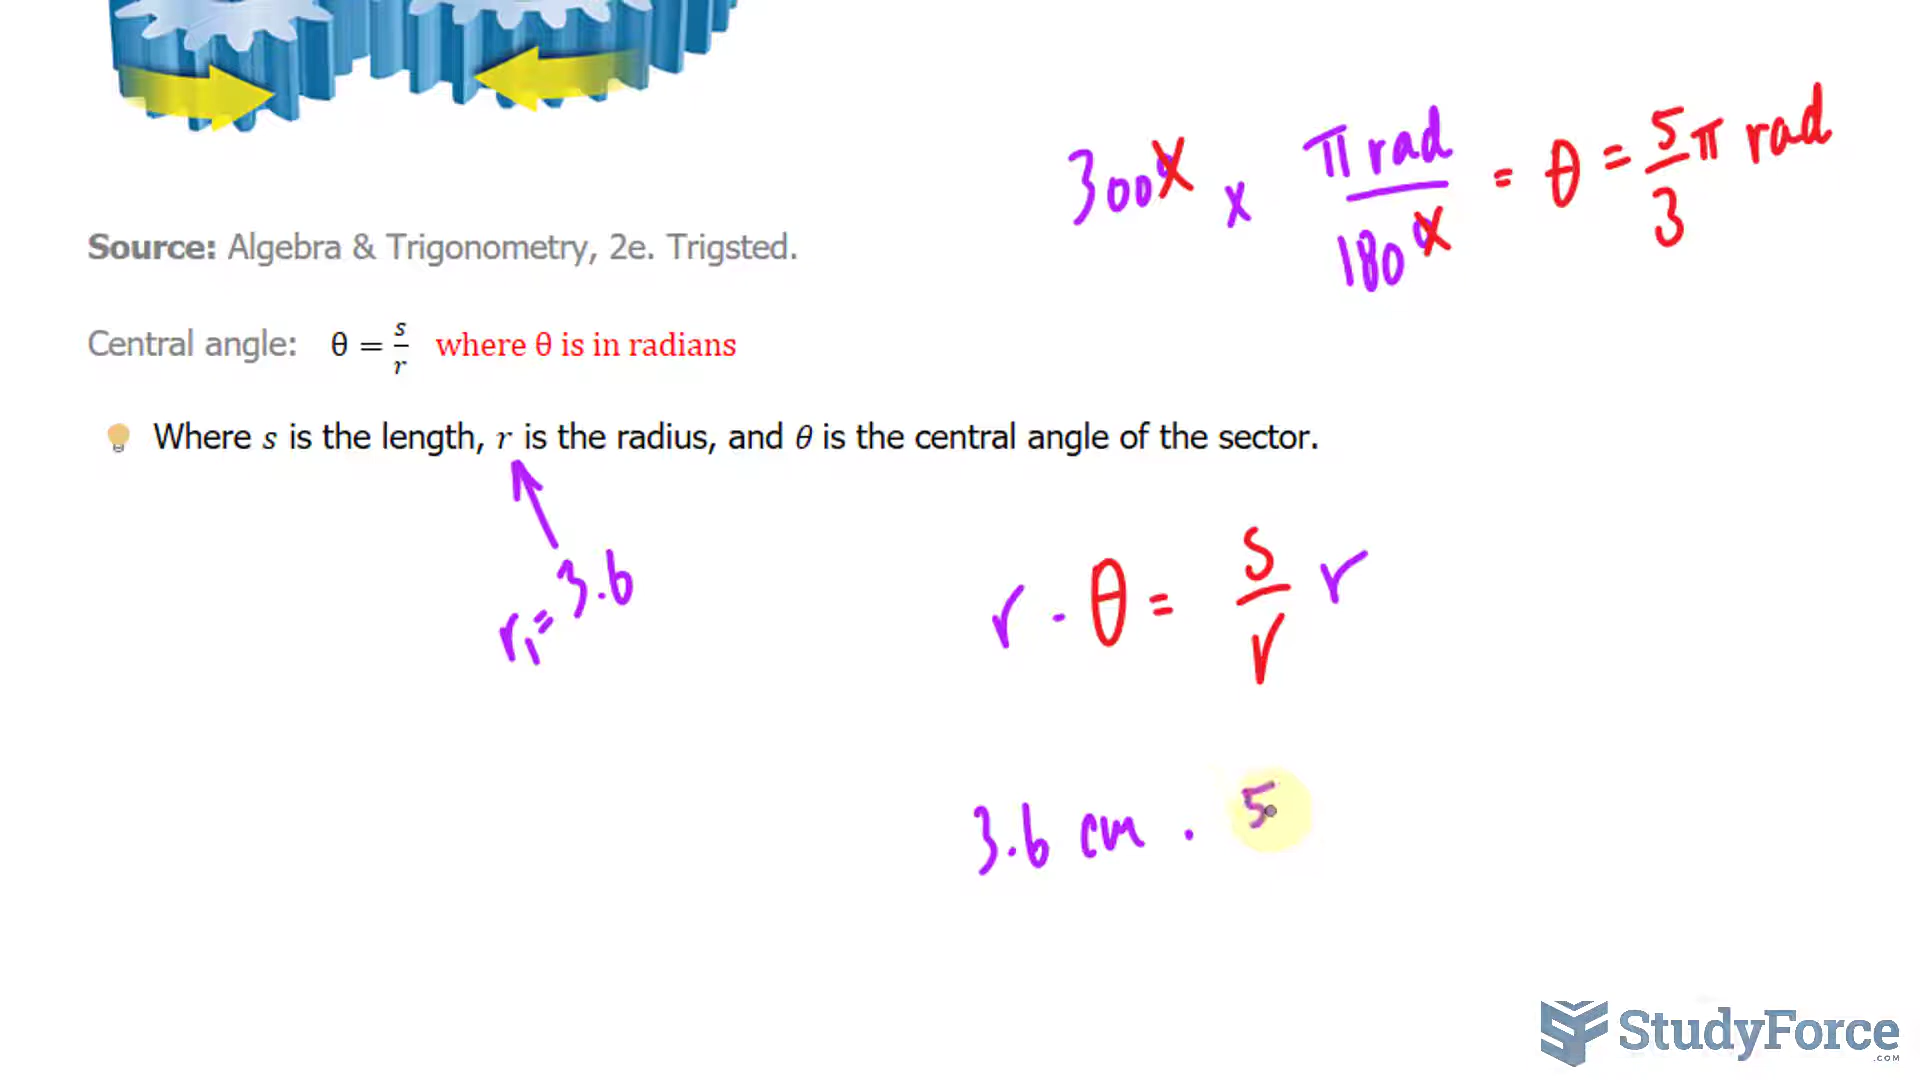 300° x π rad / 180° = θ = 5/3 π rad
Source: Algebra & Trigonometry, 2e. Trigsted.
Central angle: θ = s/r where θ is in radians
Where s is the length, r is the radius, and θ is the central angle of the sector.
r₁ = 3.6
r · θ = s/r r
3.6 cm · 5
StudyForce
.COM